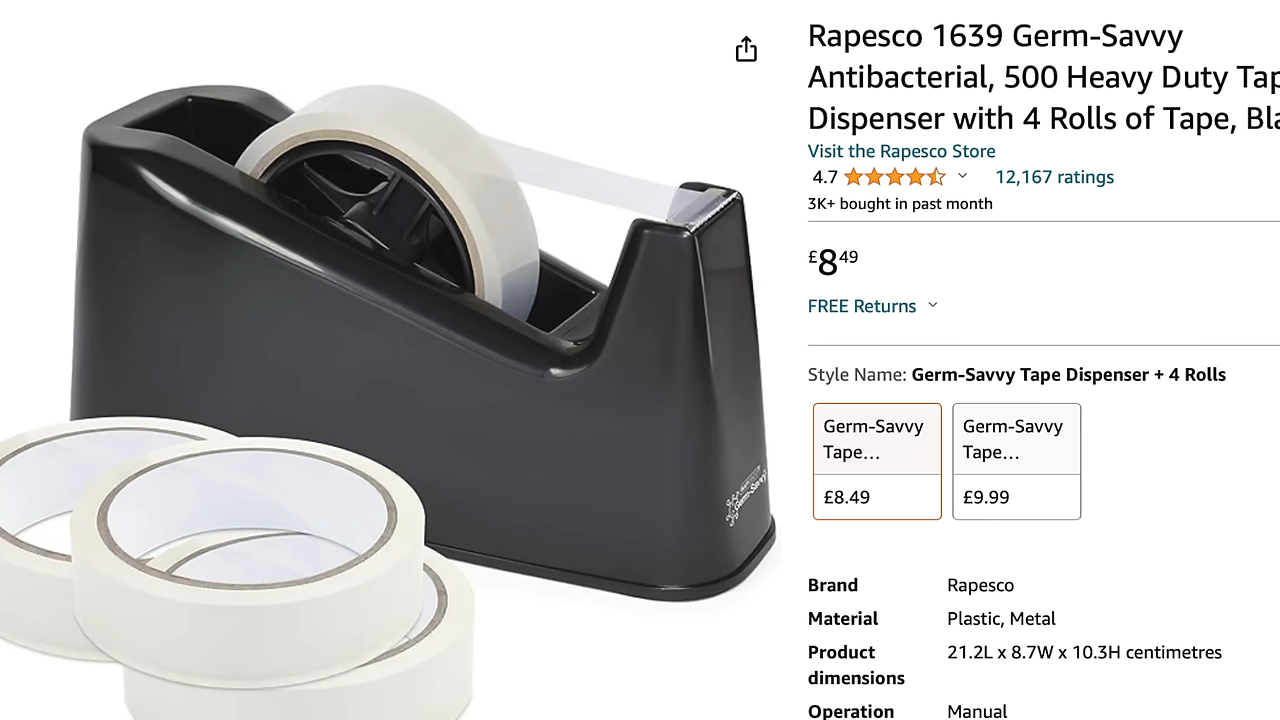 Rapesco 1639 Germ-Savvy
Antibacterial, 500 Heavy Duty
Dispenser with 4 Rolls of Tape,
Visit the Rapesco Store
4.7 12,167 ratings
3K+ bought in past month
£8 49
FREE Returns
Style Name: Germ-Savvy Tape Dispenser + 4 Rolls
Germ-Savvy Germ-Savvy
Tape... Tape...
£8.49 £9.99
Brand Rapesco
Material Plastic, Metal
Product 21.2L x 8.7W x 10.3H centimetres
dimensions
Operation Manual
Germ-Savvy